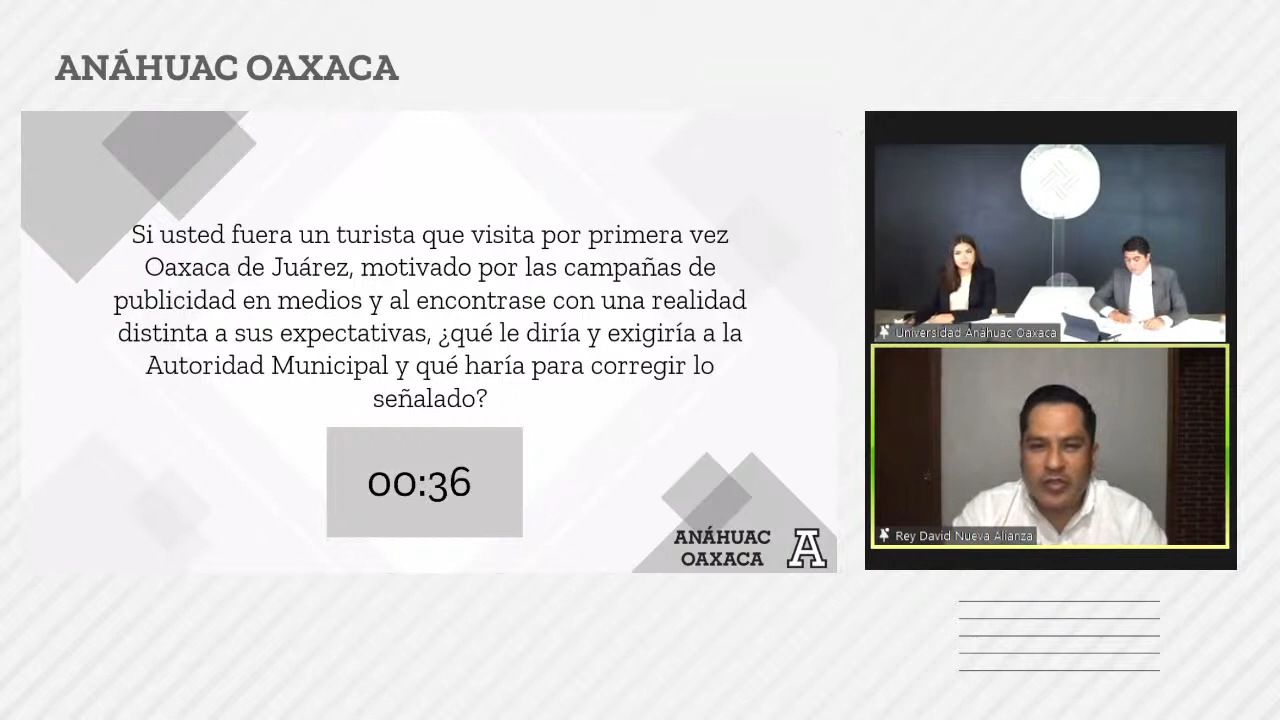 ANÁHUAC OAXACA
Si usted fuera un turista que visita por primera vez
Oaxaca de Juárez, motivado por las campañas de
publicidad en medios y al encontrase con una realidad
distinta a sus expectativas, ¿qué le diría y exigiría a la
Autoridad Municipal y qué haría para corregir lo
señalado?
00:36
ANÁHUAC
OAXACA
A
Universidad Anáhuac Oaxaca
Rey David Nueva Alianza